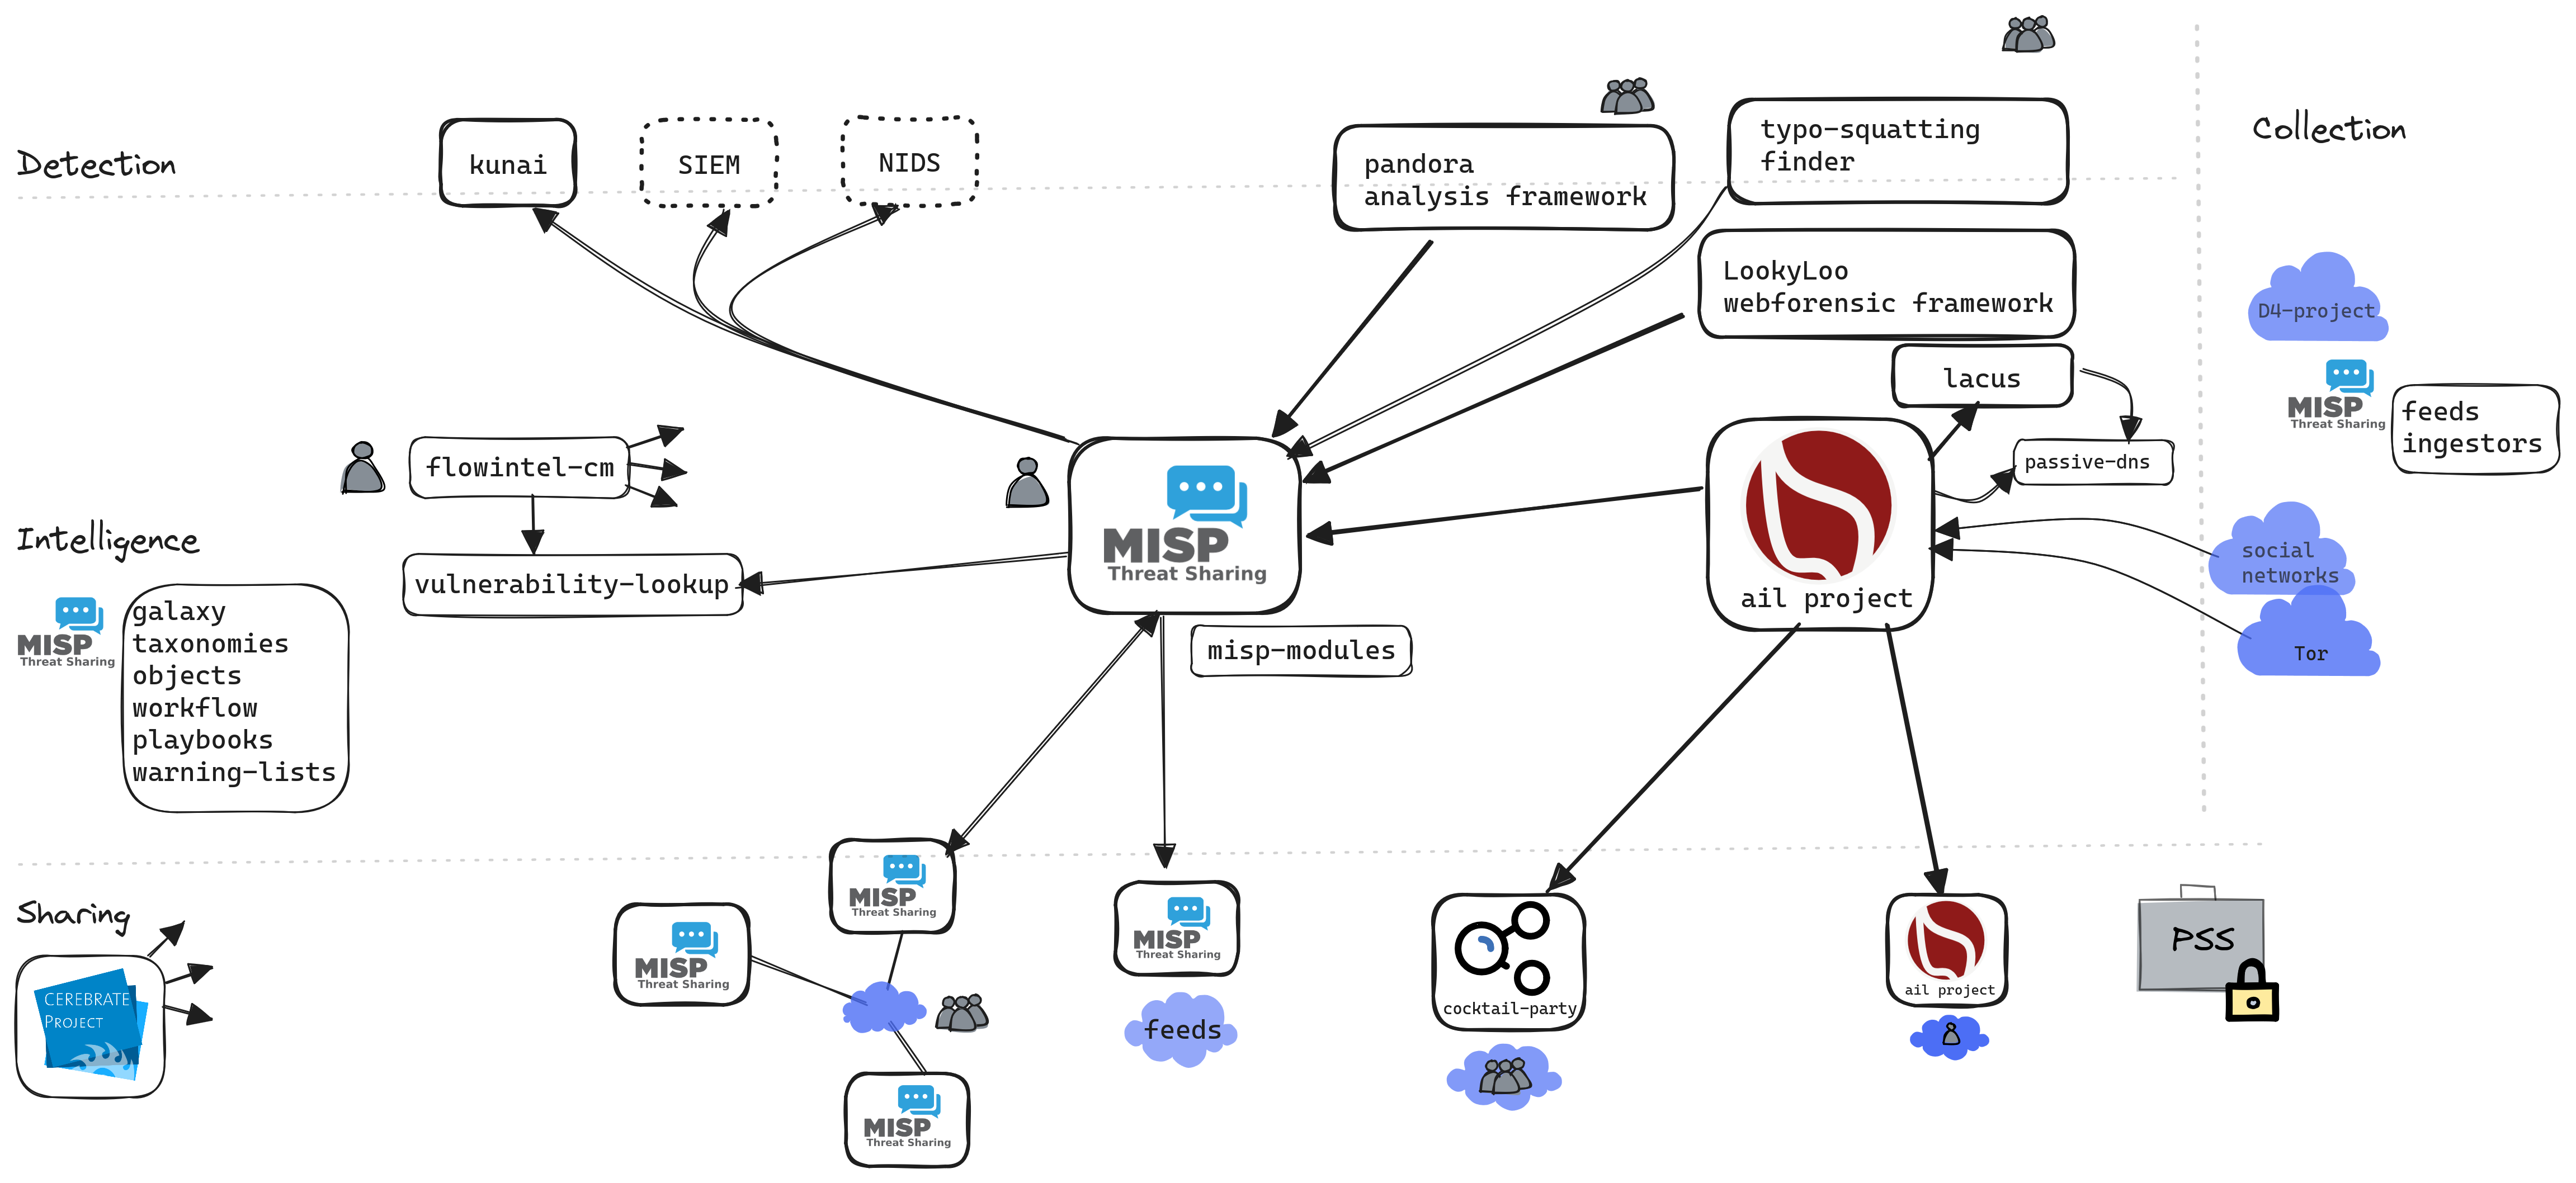 Detection
kunai
SIEM
NIDS
pandora
analysis framework
typo-squatting
finder
Collection
LookyLoo
webforensic framework
D4-project
lacus
MISP
Threat Sharing
feeds
ingestors
flowintel-cm
passive-dns
MISP
Threat Sharing
Intelligence
social
networks
vulnerability-lookup
ail project
MISP
Threat Sharing
galaxy
taxonomies
objects
workflow
playbooks
warning-lists
misp-modules
Tor
Sharing
CEREBRATE
PROJECT
MISP
Threat Sharing
MISP
Threat Sharing
MISP
Threat Sharing
feeds
MISP
Threat Sharing
cocktail-party
ail project
PSS